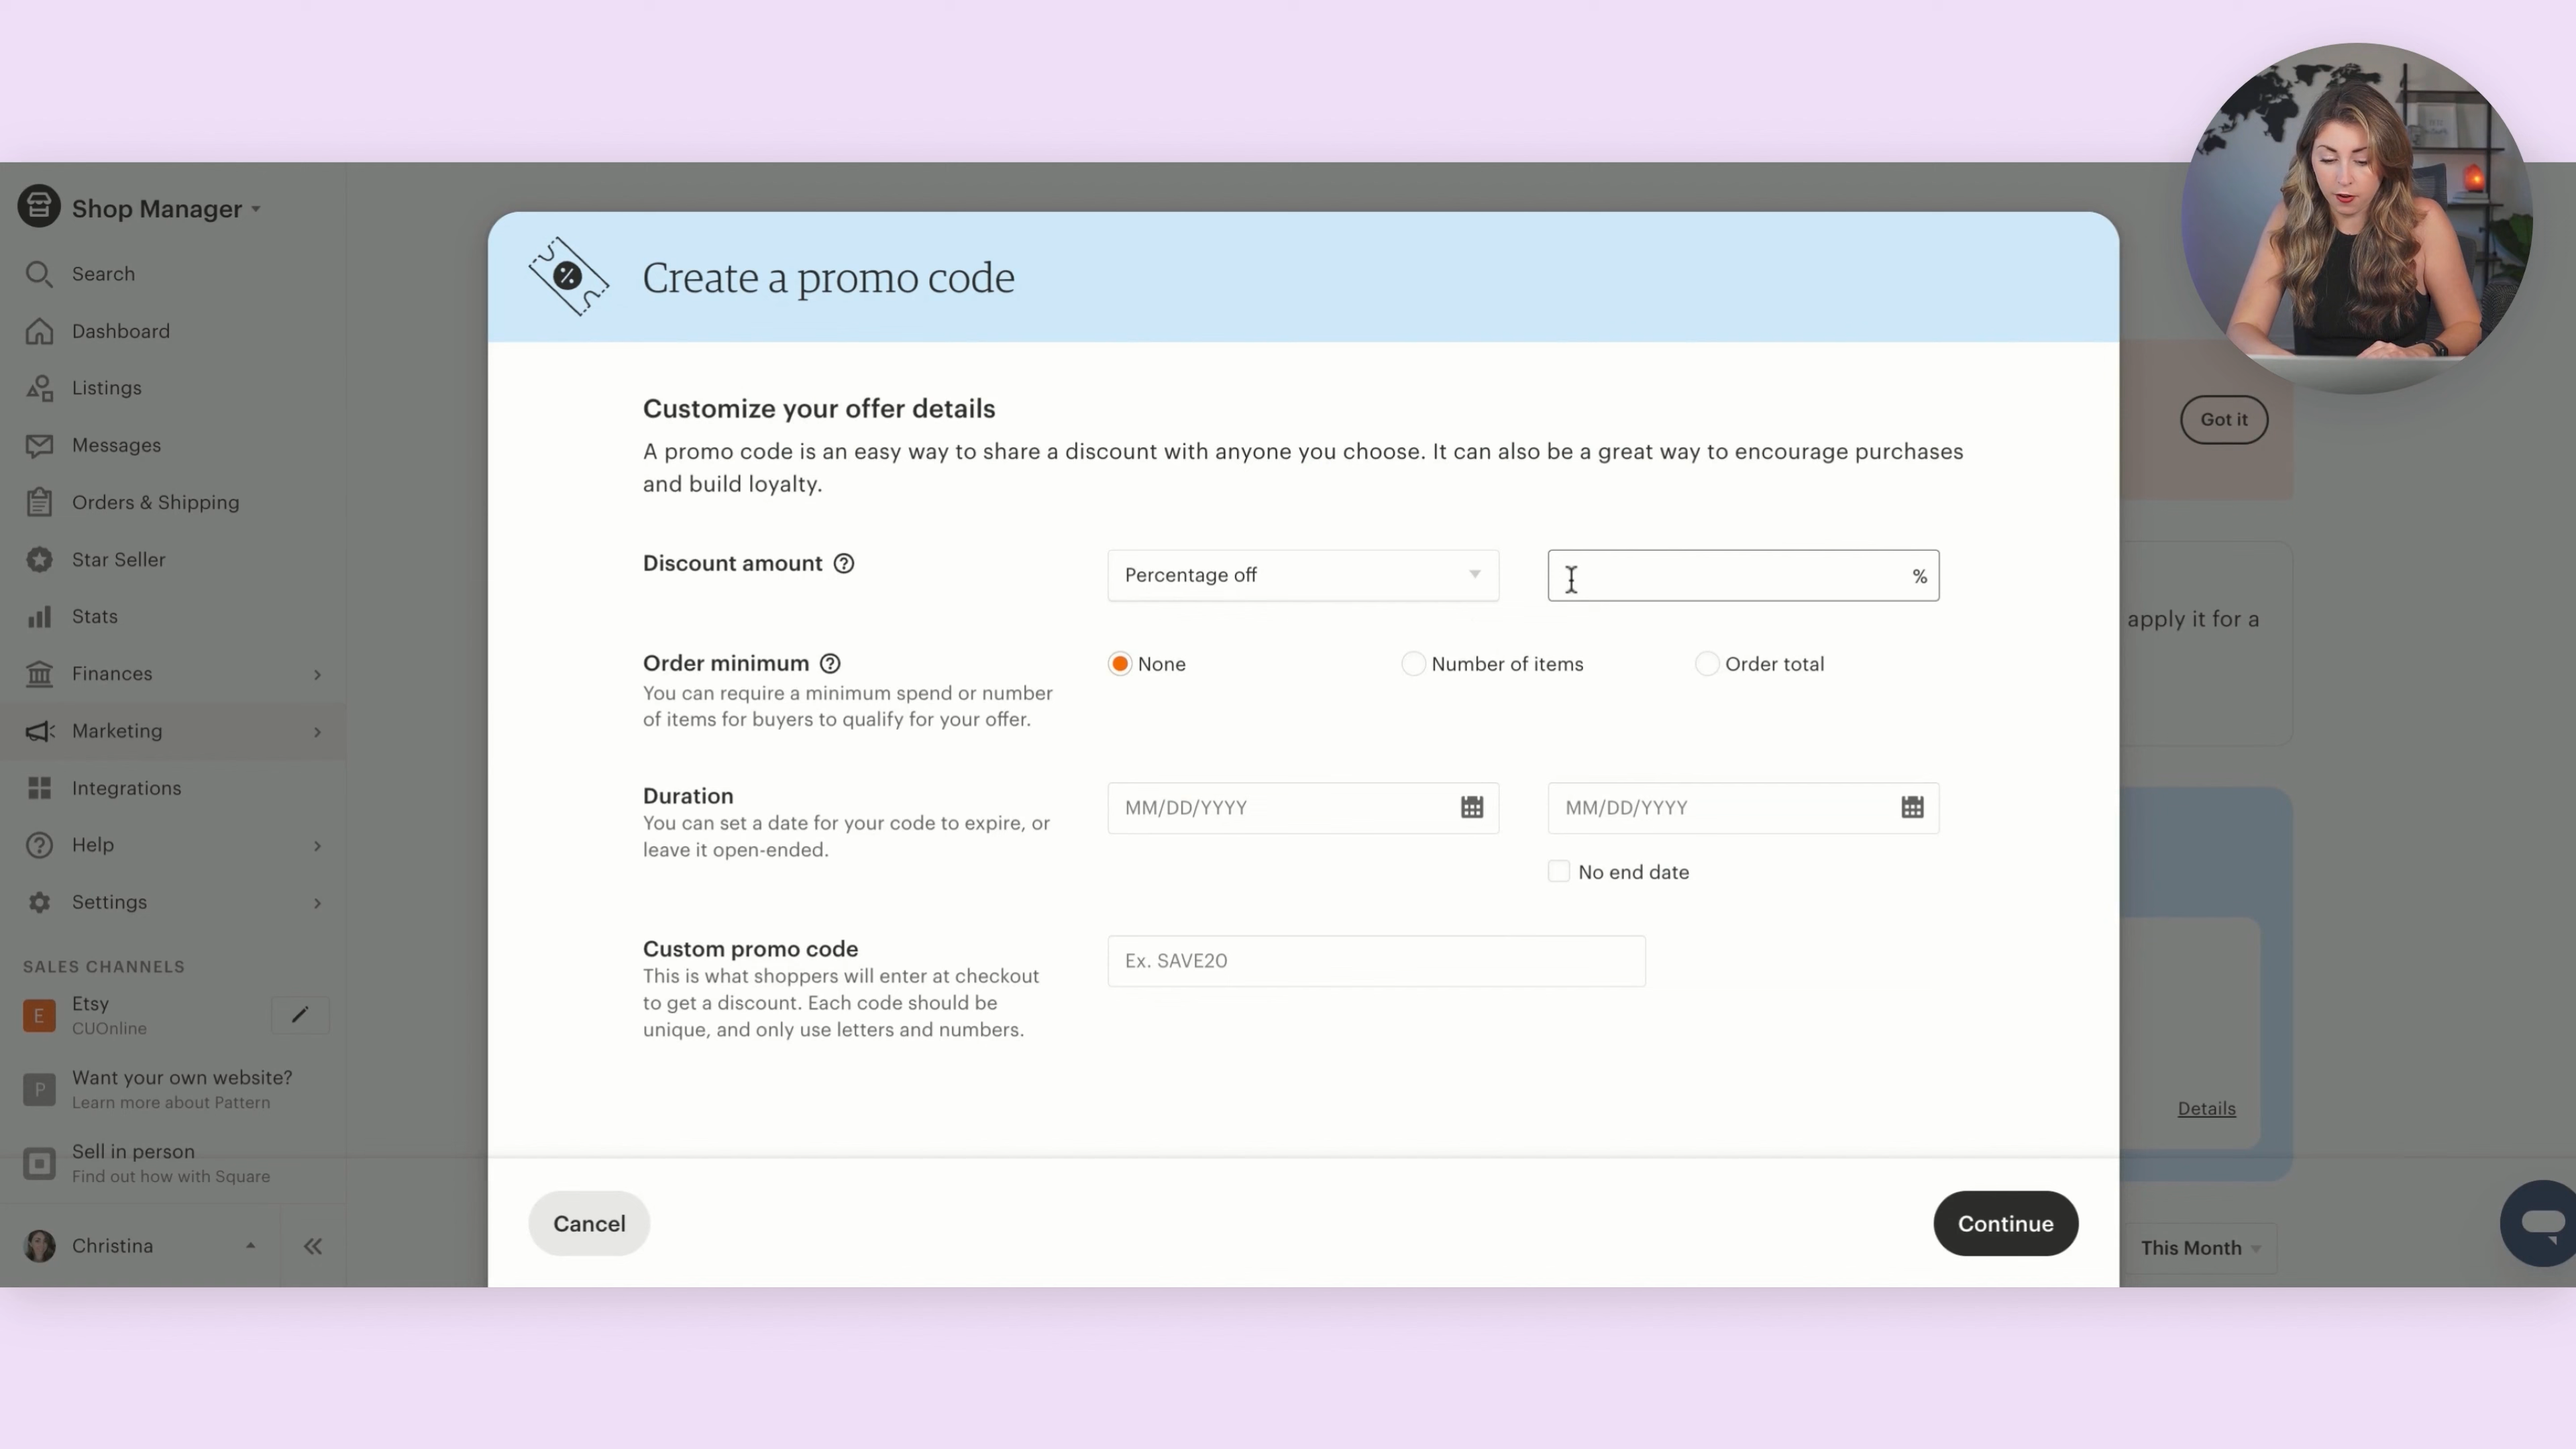 Shop Manager
Search
Dashboard
Listings
Messages
Orders & Shipping
Star Seller
Stats
Finances
Marketing
Integrations
Help
Settings
SALES CHANNELS
E
Etsy
CUOnline
P
Want your own website?
Learn more about Pattern
Sell in person
Find out how with Square
Christina
%
Create a promo code
Customize your offer details
A promo code is an easy way to share a discount with anyone you choose. It can also be a great way to encourage purchases
and build loyalty.
Discount amount ?
Percentage off
%
Order minimum ?
You can require a minimum spend or number
of items for buyers to qualify for your offer.
None
Number of items
Order total
Duration
You can set a date for your code to expire, or
leave it open-ended.
MM/DD/YYYY
MM/DD/YYYY
No end date
Custom promo code
This is what shoppers will enter at checkout
to get a discount. Each code should be
unique, and only use letters and numbers.
Ex. SAVE20
Cancel
Continue
Got it
apply it for a
Details
This Month